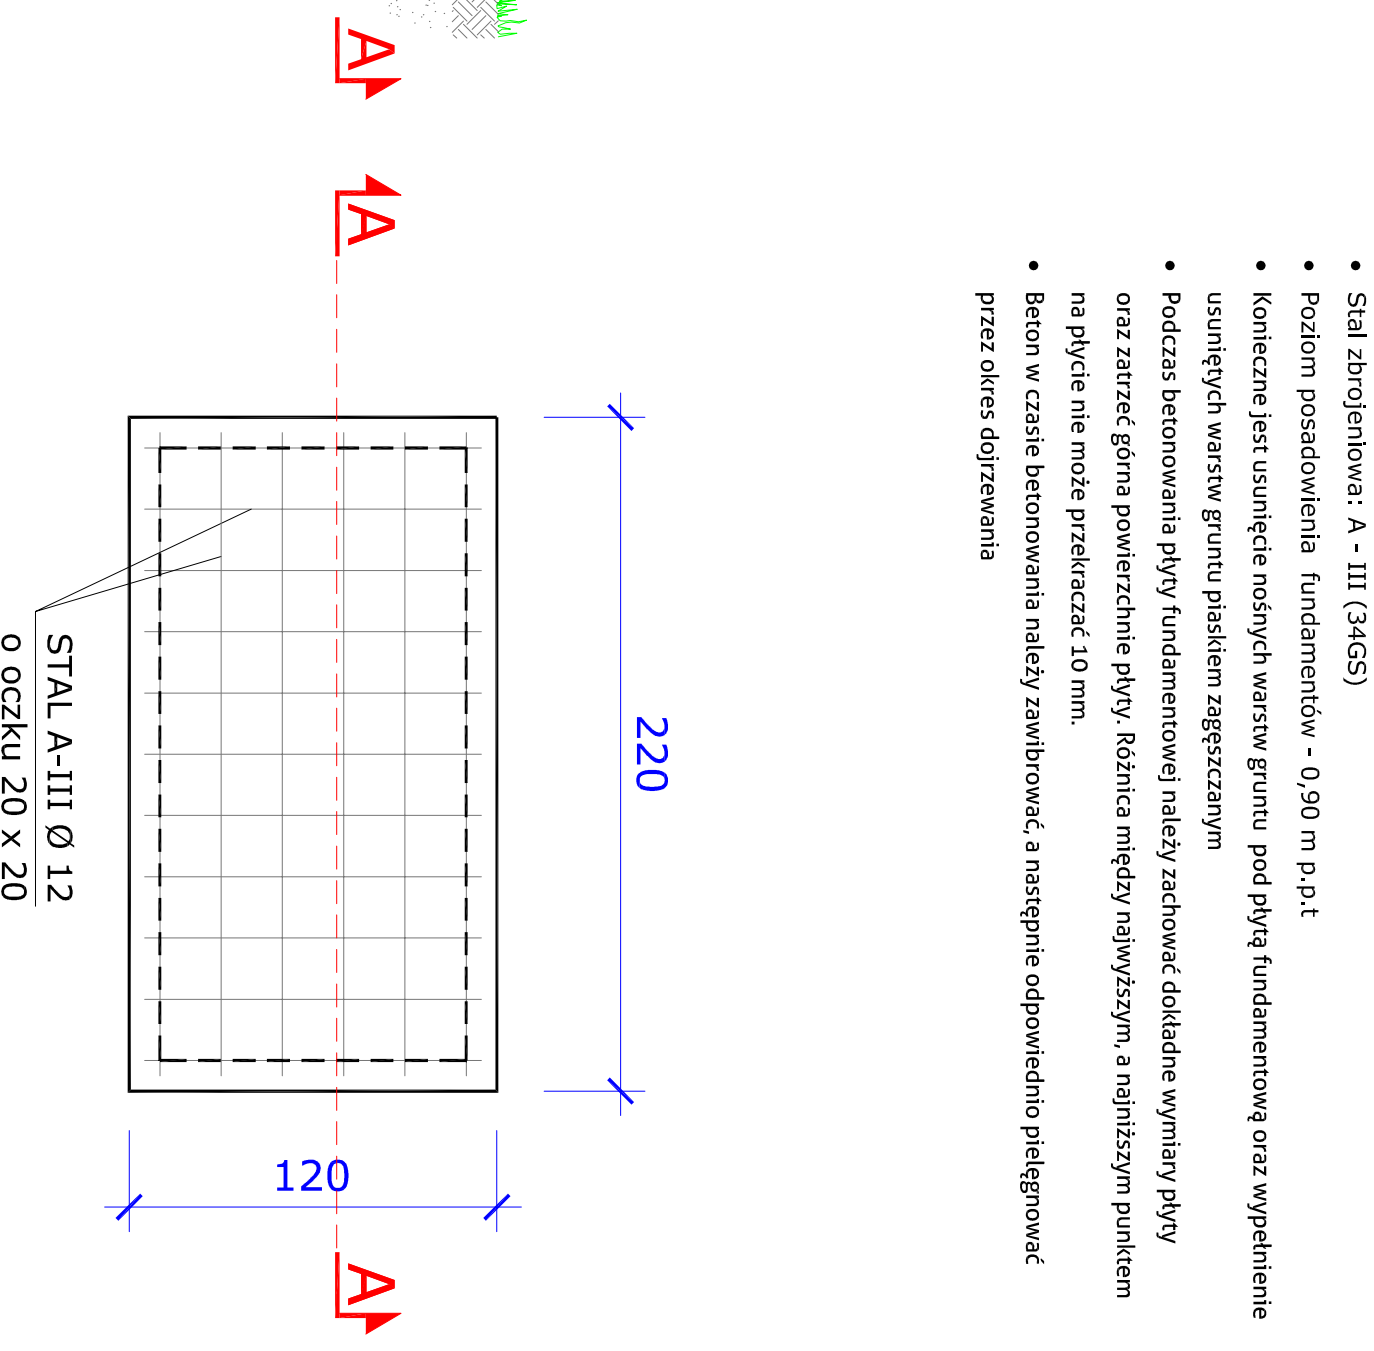 • Stal zbrojeniowa: A - III (34GS)
• Poziom posadowienia fundamentów - 0,90 m p.p.t
• Konieczne jest usunięcie nośnych warstw gruntu pod płytą fundamentową oraz wypełnienie
usuniętych warstw gruntu piaskiem zagęszczanym
• Podczas betonowania płyty fundamentowej należy zachować dokładne wymiary płyty
oraz zatrzeć górna powierzchnie płyty. Różnica między najwyższym, a najniższym punktem
na płycie nie może przekraczać 10 mm.
• Beton w czasie betonowania należy zawibrować, a następnie odpowiednio pielęgnować
przez okres dojrzewania
220
A
A
A
120
STAL A-III Ø 12
o oczku 20 x 20